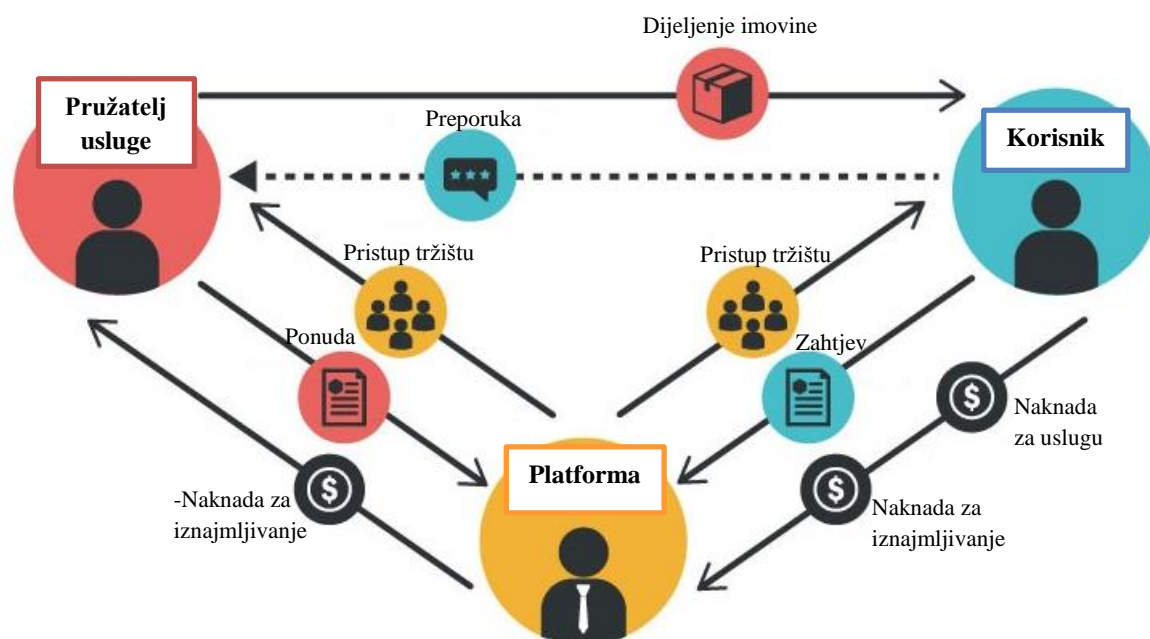 Dijeljenje imovine
Pružatelj
usluge
Preporuka
Korisnik
Pristup tržištu
Pristup tržištu
Ponuda
Zahtjev
Naknada
za uslugu
Platforma
-Naknada za
iznajmljivanje
Naknada za
iznajmljivanje